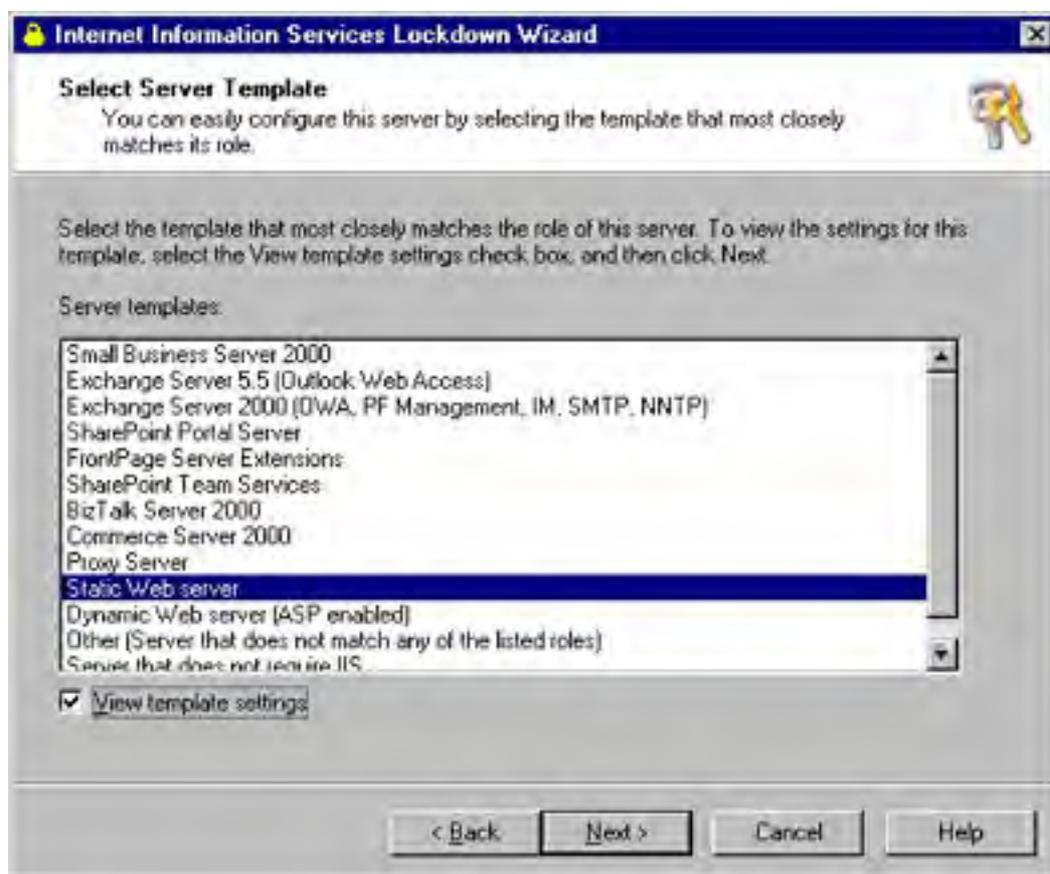 Internet Information Services Lockdown Wizard
Select Server Template
You can easily configure this server by selecting the template that most closely
matches its role.
Select the template that most closely matches the role of this server. To view the settings for this
template, select the View template settings check box, and then click Next.
Server templates:
Small Business Server 2000
Exchange Server 5.5 (Outlook Web Access)
Exchange Server 2000 (OWA, PF Management, IM, SMTP, NNTP)
SharePoint Portal Server
FrontPage Server Extensions
SharePoint Team Services
BizTalk Server 2000
Commerce Server 2000
Proxy Server
Static Web server
Dynamic Web server (ASP enabled)
Other (Server that does not match any of the listed roles)
Server that does not require IIS
View template settings
< Back
Next >
Cancel
Help